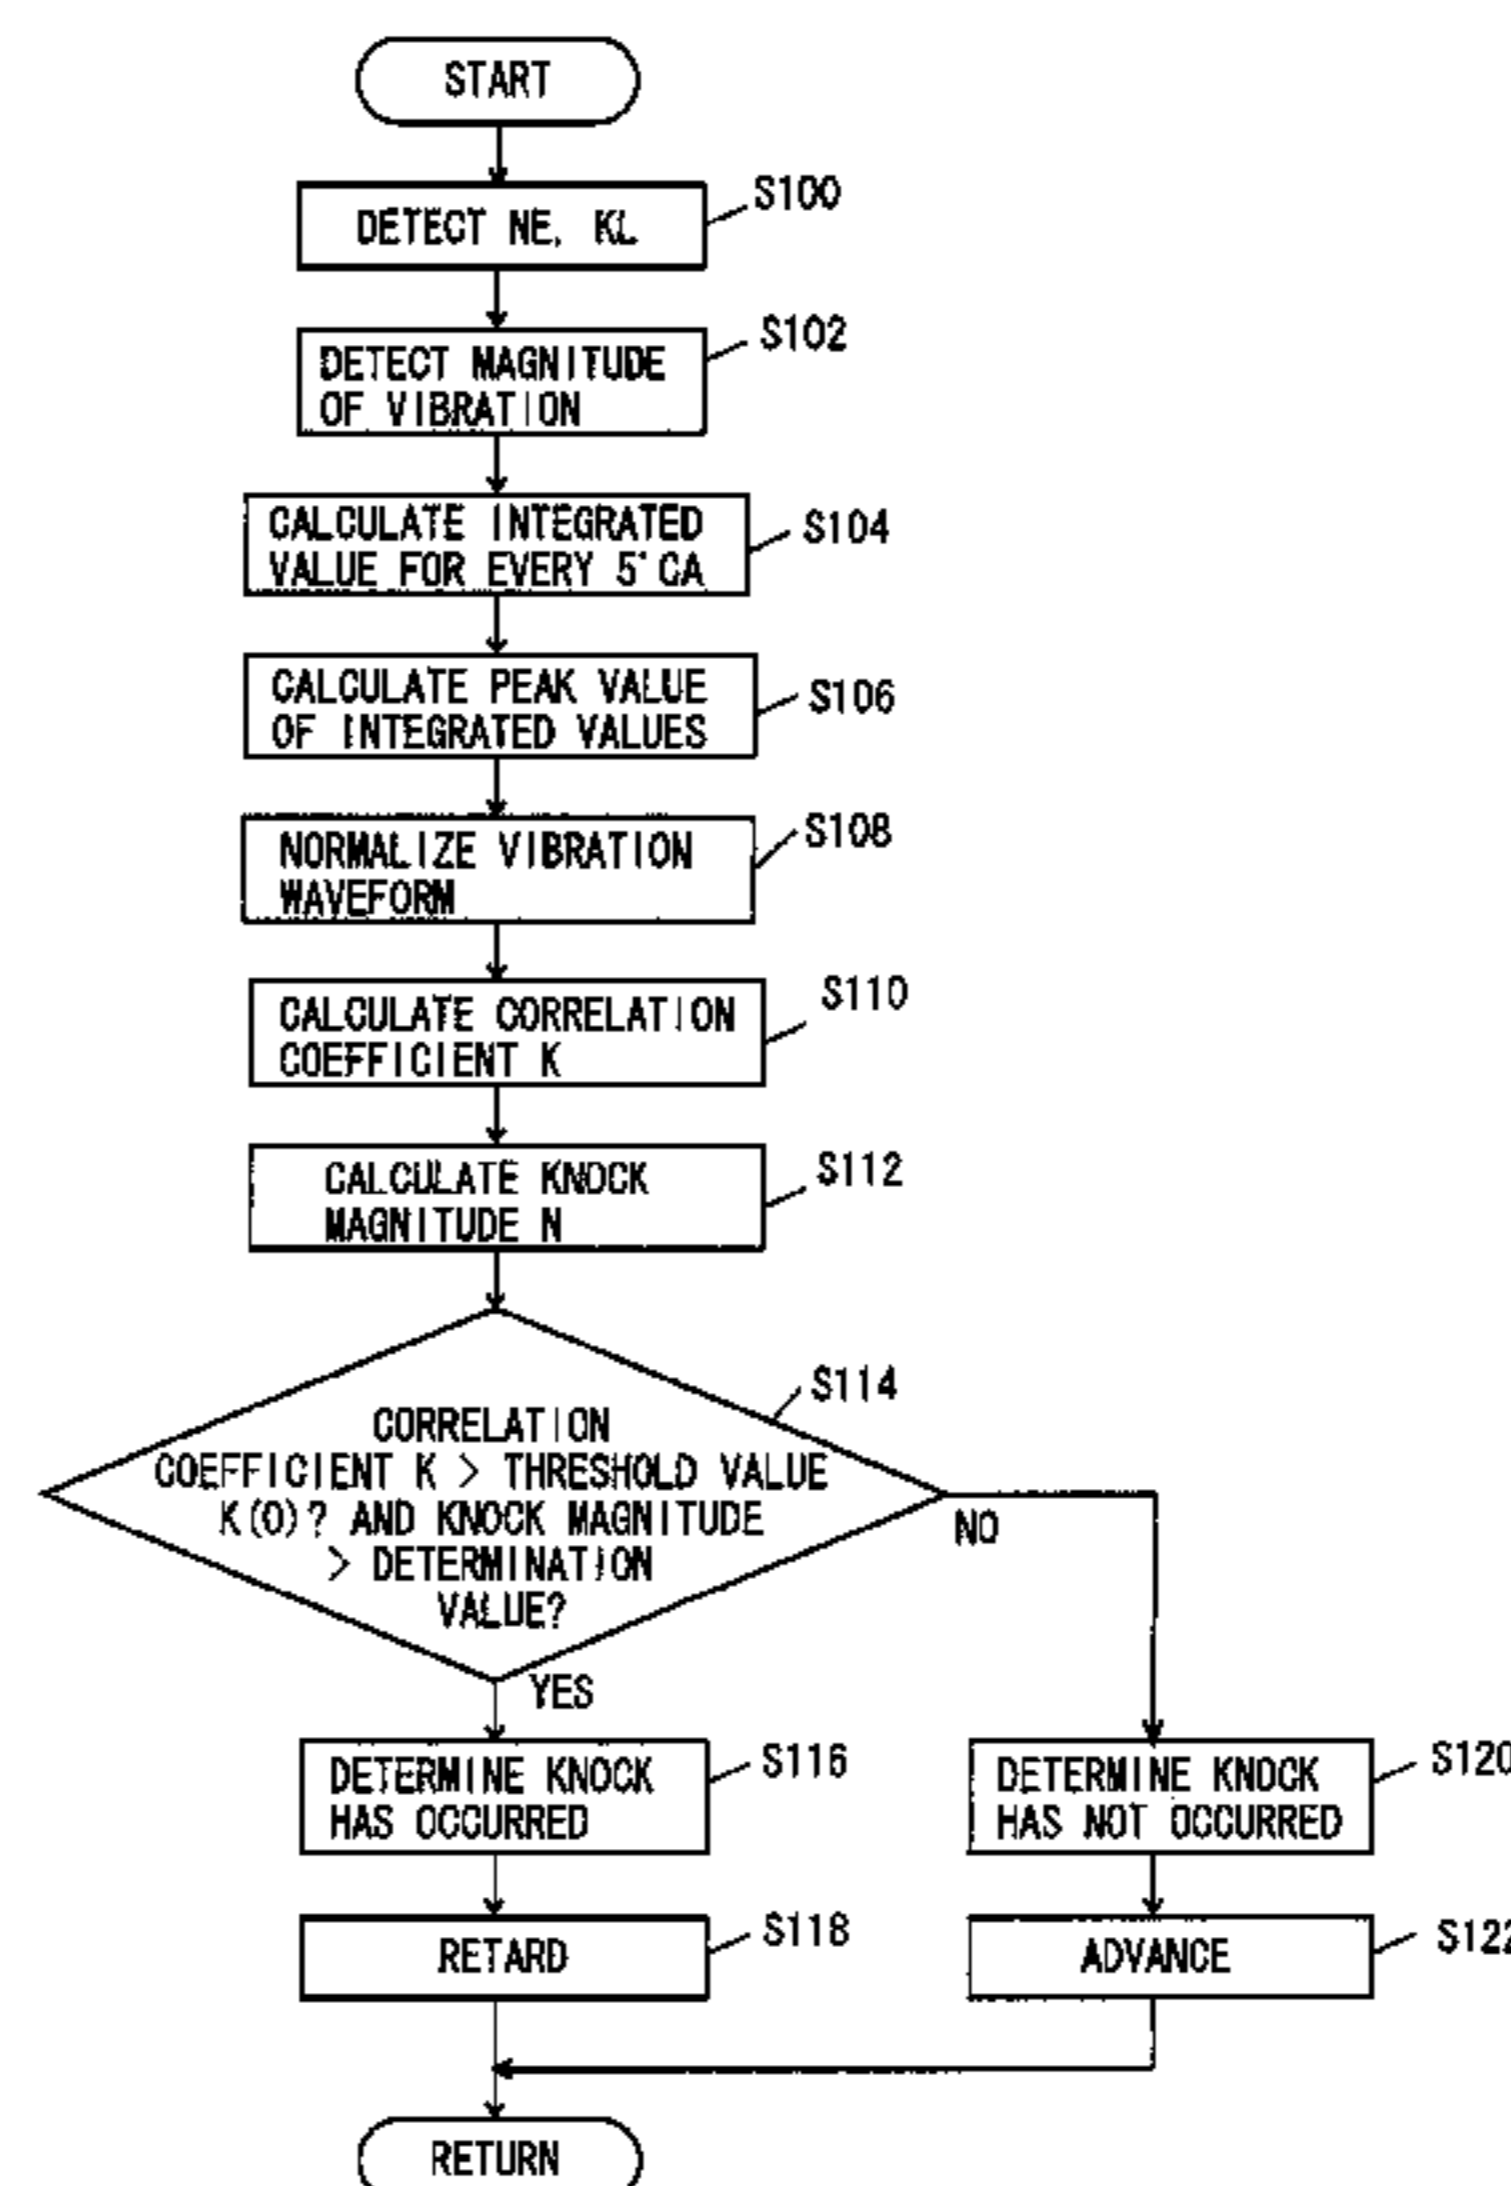 START
DETECT NE, KL
S100
DETECT MAGNITUDE
OF VIBRATION
S102
CALCULATE INTEGRATED
VALUE FOR EVERY 5°CA
S104
CALCULATE PEAK VALUE
OF INTEGRATED VALUES
S106
NORMALIZE VIBRATION
WAVEFORM
S108
CALCULATE CORRELATION
COEFFICIENT K
S110
CALCULATE KNOCK
MAGNITUDE N
S112
CORRELATION
COEFFICIENT K > THRESHOLD VALUE
K(0)? AND KNOCK MAGNITUDE
> DETERMINATION
VALUE?
S114
NO
YES
DETERMINE KNOCK
HAS OCCURRED
S116
DETERMINE KNOCK
HAS NOT OCCURRED
S120
RETARD
S118
ADVANCE
S122
RETURN